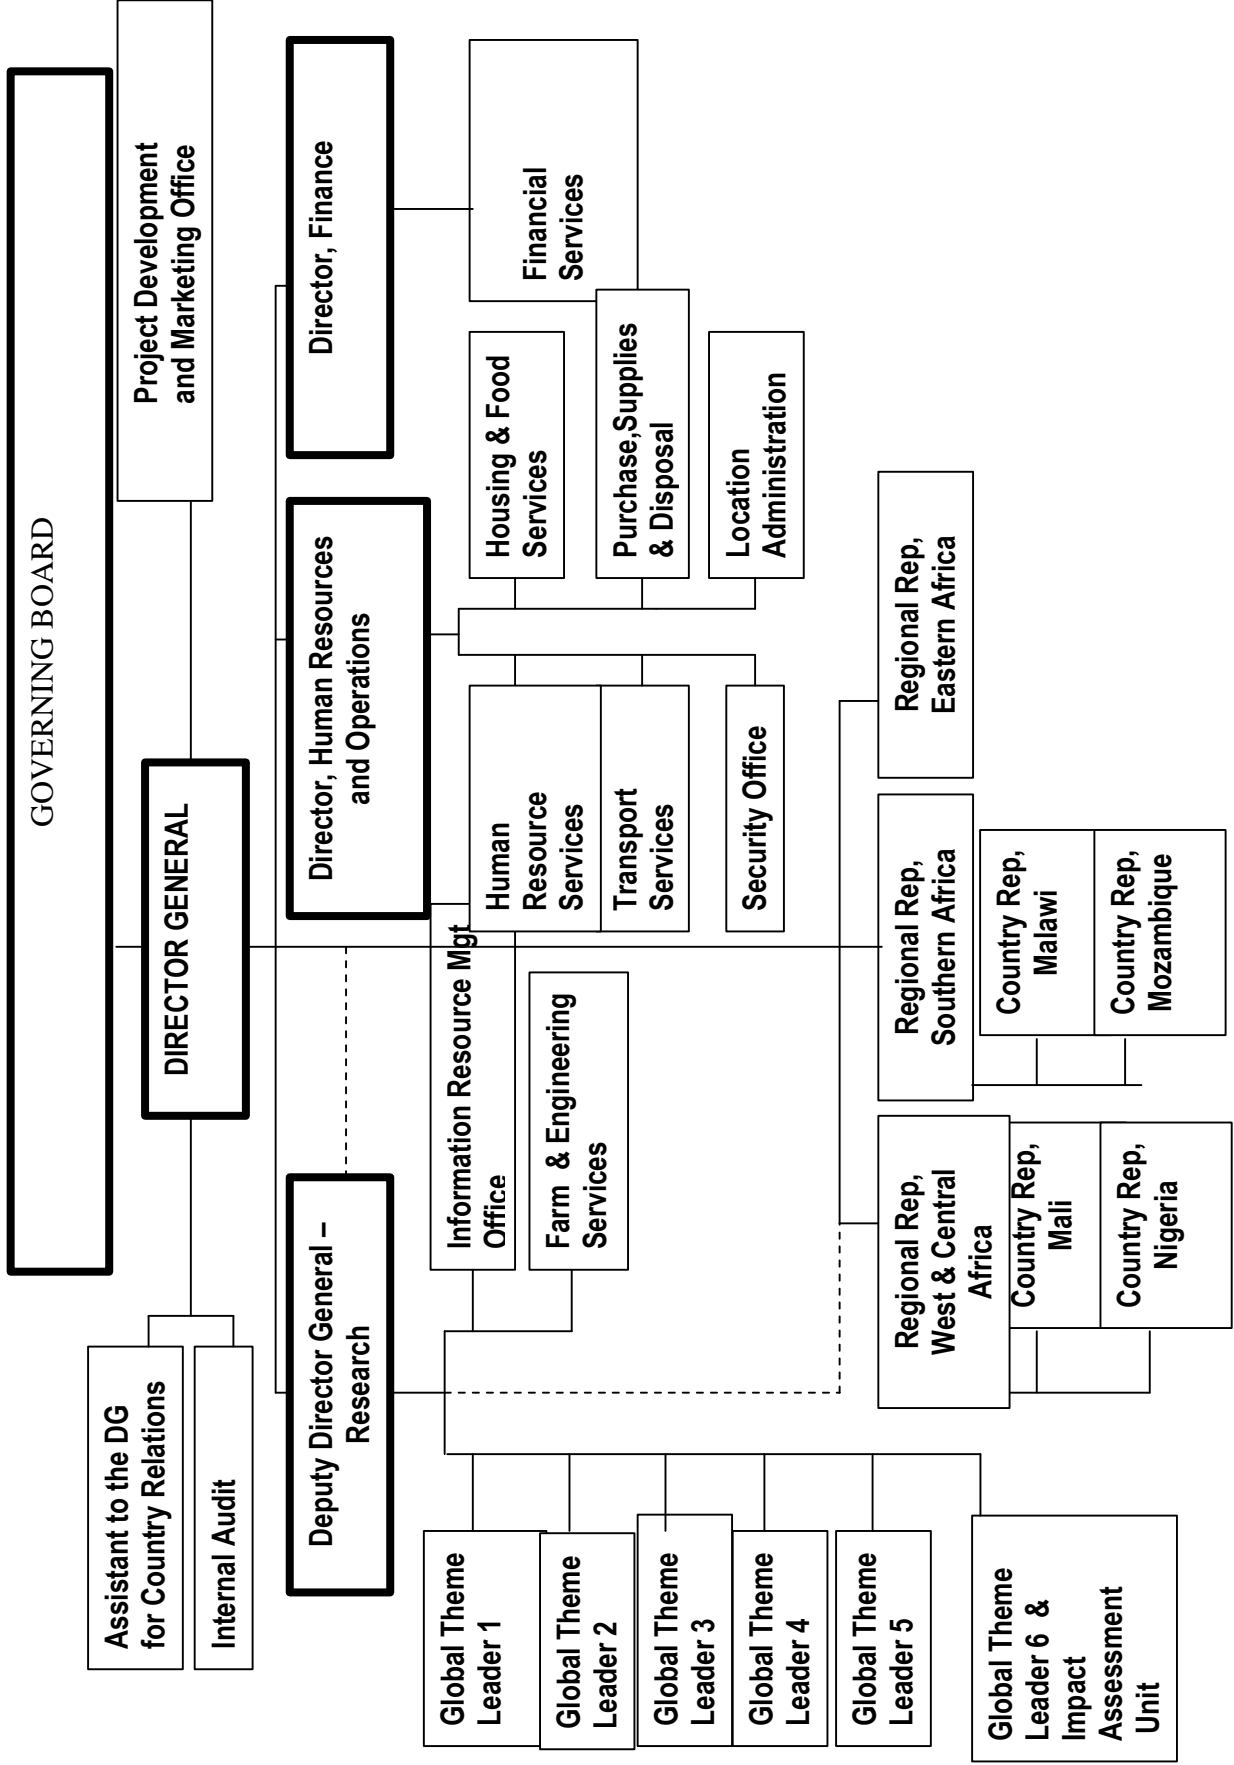 GOVERNING BOARD
Assistant to the DG
for Country Relations
Internal Audit
DIRECTOR GENERAL
Project Development
and Marketing Office
Deputy Director General –
Research
Director, Human Resources
and Operations
Director, Finance
Global Theme
Leader 1
Global Theme
Leader 2
Global Theme
Leader 3
Global Theme
Leader 4
Global Theme
Leader 5
Global Theme
Leader 6 &
Impact
Assessment
Unit
Information Resource Mgt
Office
Farm & Engineering
Services
Human
Resource
Services
Transport
Services
Security Office
Housing & Food
Services
Purchase,Supplies
& Disposal
Location
Administration
Financial
Services
Regional Rep,
West & Central
Africa
Country Rep,
Mali
Country Rep,
Nigeria
Regional Rep,
Southern Africa
Country Rep,
Malawi
Country Rep,
Mozambique
Regional Rep,
Eastern Africa